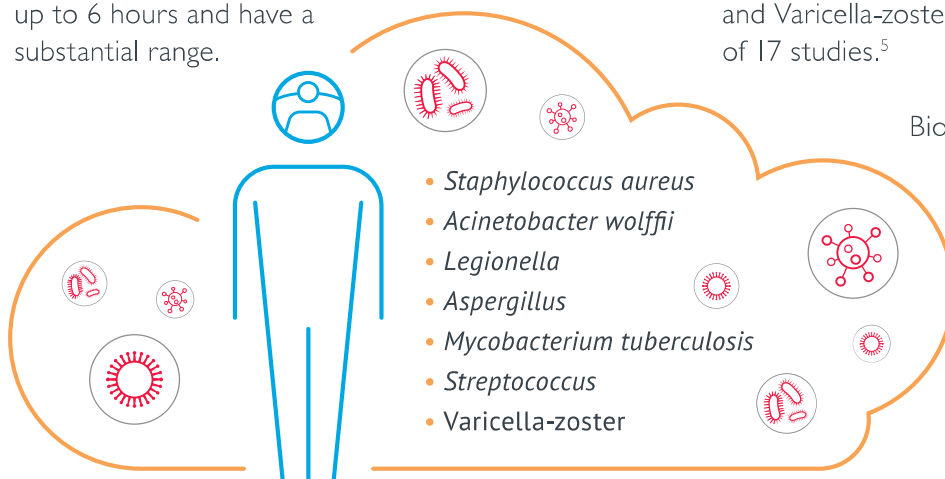 up to 6 hours and have a
substantial range.
and Varicella-zoste
of 17 studies.5
Bio
• Staphylococcus aureus
• Acinetobacter wolffii
• Legionella
• Aspergillus
• Mycobacterium tuberculosis
• Streptococcus
• Varicella-zoster